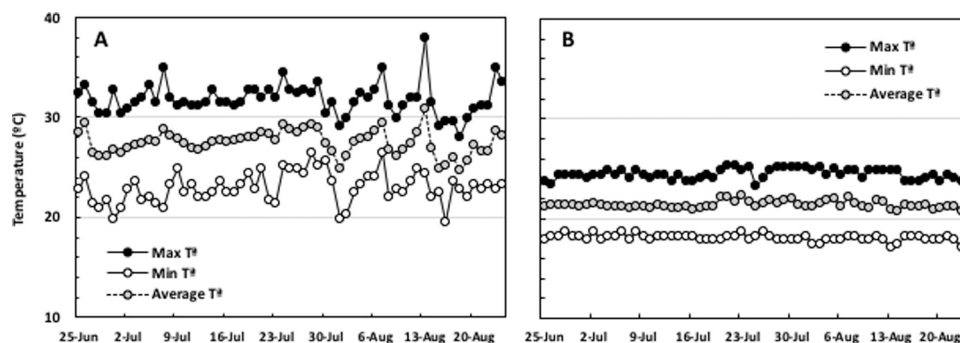 40
30
20
10
Temperature (ºC)
A
Max Tª
Min Tª
Average Tª
25-Jun 2-Jul 9-Jul 16-Jul 23-Jul 30-Jul 6-Aug 13-Aug 20-Aug
B
Max Tª
Min Tª
Average Tª
25-Jun 2-Jul 9-Jul 16-Jul 23-Jul 30-Jul 6-Aug 13-Aug 20-Aug